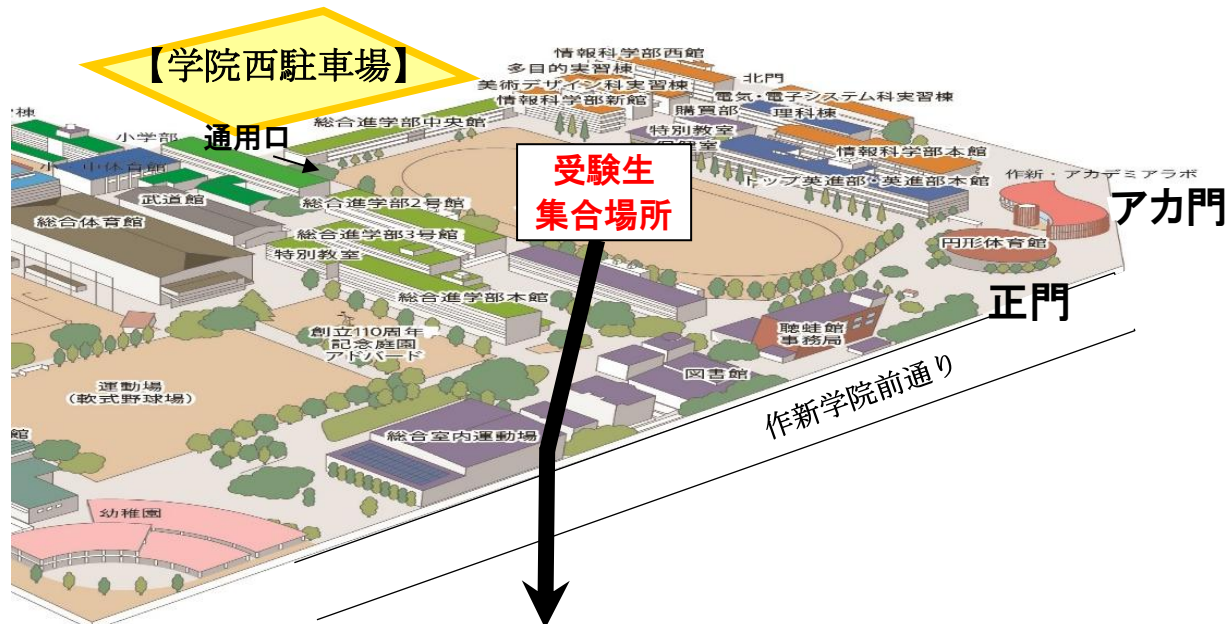 【学院西駐車場】
情報科学部西館
多目的実習棟
美術デザイン科実習棟
情報科学部新館
北門
電気・電子システム科実習棟
購買部
理科棟
特別教室
情報科学部本館
トップ英進部・英進部本館
作新・アカデミアラボ
アカ門
円形体育館
正門
総合進学部中央館
小学部
通用口
中体育館
武道館
総合体育館
総合進学部2号館
総合進学部3号館
特別教室
総合進学部本館
受験生
集合場所
創立110周年
記念庭園
アドバード
聴蛙館
事務局
図書館
作新学院前通り
運動場
(軟式野球場)
総合室内運動場
幼稚園